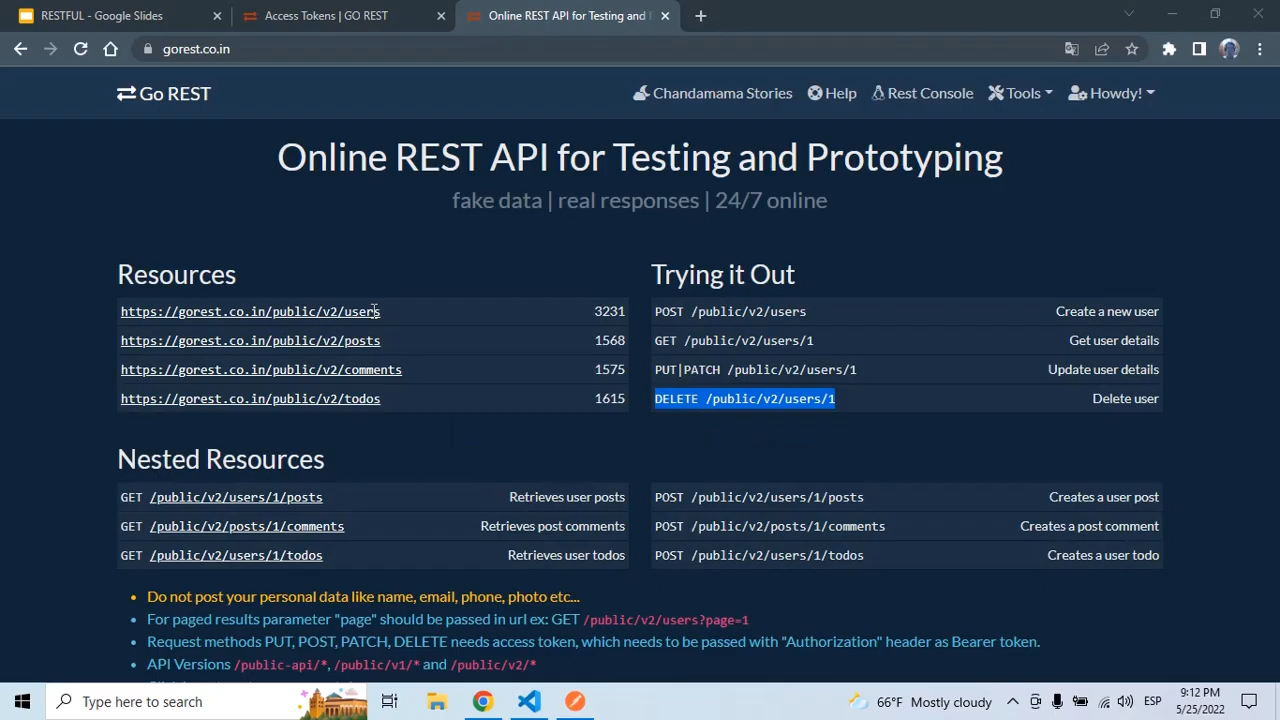 RESTFUL - Google Slides
Access Tokens | GO REST
Online REST API for Testing and
gorest.co.in
Go REST
Chandamama Stories
Help
Rest Console
Tools
Howdy!
Online REST API for Testing and Prototyping
fake data | real responses | 24/7 online
Resources
https://gorest.co.in/public/v2/users 3231
https://gorest.co.in/public/v2/posts 1568
https://gorest.co.in/public/v2/comments 1575
https://gorest.co.in/public/v2/todos 1615
Trying it Out
POST /public/v2/users Create a new user
GET /public/v2/users/1 Get user details
PUT|PATCH /public/v2/users/1 Update user details
DELETE /public/v2/users/1 Delete user
Nested Resources
GET /public/v2/users/1/posts Retrieves user posts
GET /public/v2/posts/1/comments Retrieves post comments
GET /public/v2/users/1/todos Retrieves user todos
POST /public/v2/users/1/posts Creates a user post
POST /public/v2/posts/1/comments Creates a post comment
POST /public/v2/users/1/todos Creates a user todo
Do not post your personal data like name, email, phone, photo etc...
For paged results parameter "page" should be passed in url ex: GET /public/v2/users?page=1
Request methods PUT, POST, PATCH, DELETE needs access token, which needs to be passed with "Authorization" header as Bearer token.
API Versions /public-api/*, /public/v1/* and /public/v2/*
Type here to search
66°F Mostly cloudy
ESP
9:12 PM
5/25/2022